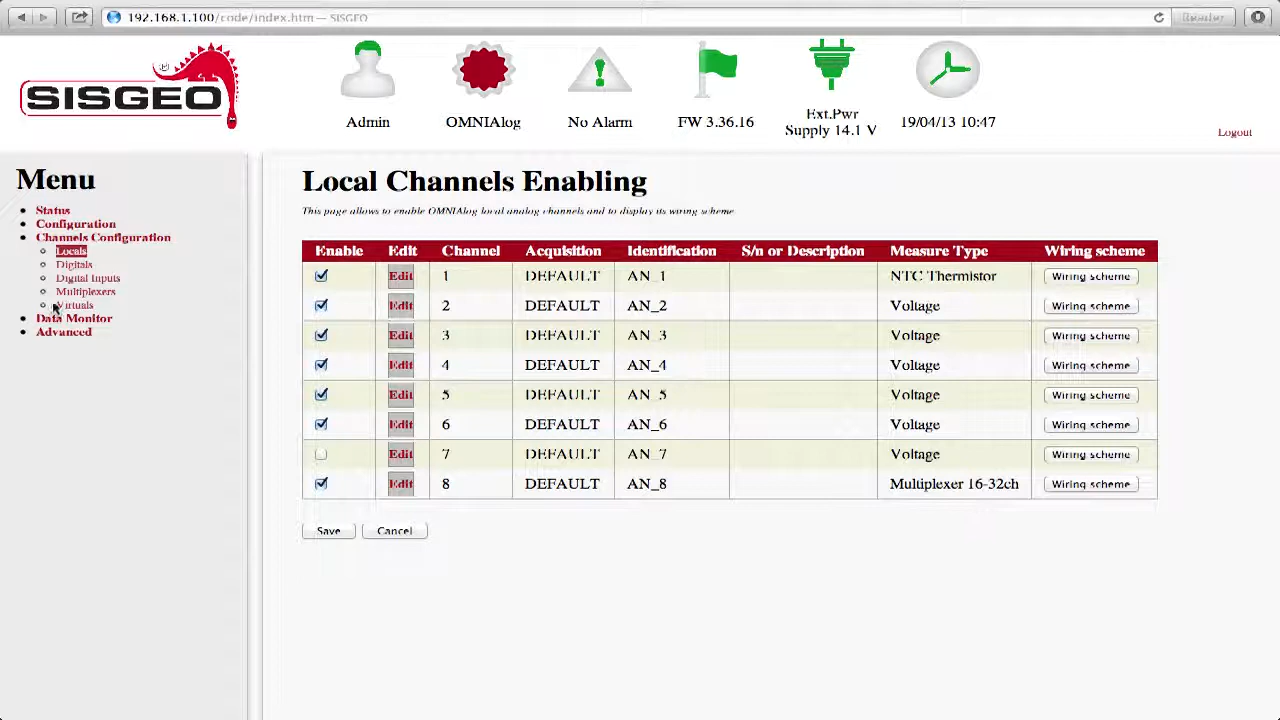 192.168.1.100/code/index.htm — SISGEO
Reader
SISGEO
Admin
OMNIAlog
No Alarm
FW 3.36.16
Ext.Pwr
Supply 14.1 V
19/04/13 10:47
Logout
Menu
Status
Configuration
Channels Configuration
Locals
Digitals
Digital Inputs
Multiplexers
Virtuals
Data Monitor
Advanced
Local Channels Enabling
This page allows to enable OMNIAlog local analog channels and to display its wiring scheme
Enable Edit Channel Acquisition Identification S/n or Description Measure Type Wiring scheme
Edit 1 DEFAULT AN_1 NTC Thermistor Wiring scheme
Edit 2 DEFAULT AN_2 Voltage Wiring scheme
Edit 3 DEFAULT AN_3 Voltage Wiring scheme
Edit 4 DEFAULT AN_4 Voltage Wiring scheme
Edit 5 DEFAULT AN_5 Voltage Wiring scheme
Edit 6 DEFAULT AN_6 Voltage Wiring scheme
Edit 7 DEFAULT AN_7 Voltage Wiring scheme
Edit 8 DEFAULT AN_8 Multiplexer 16-32ch Wiring scheme
Save Cancel